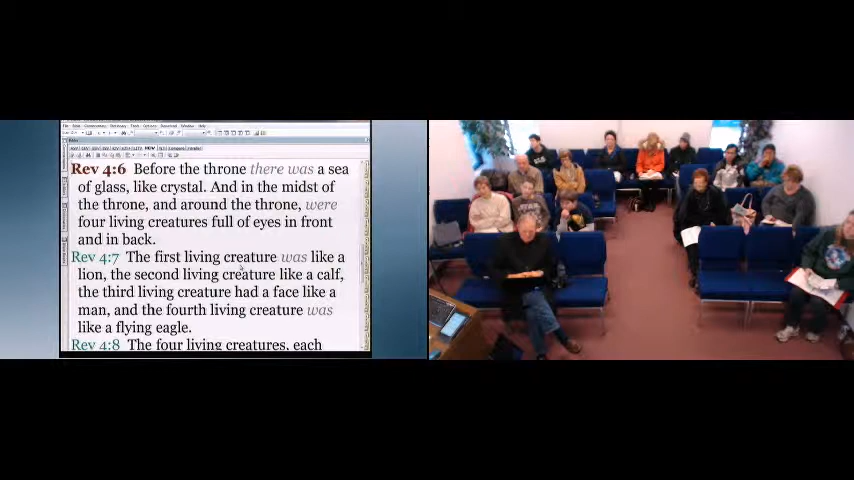 Rev 4:6 Before the throne there was a sea
of glass, like crystal. And in the midst of
the throne, and around the throne, were
four living creatures full of eyes in front
and in back.
Rev 4:7 The first living creature was like a
lion, the second living creature like a calf,
the third living creature had a face like a
man, and the fourth living creature was
like a flying eagle.
Rev 4:8 The four living creatures, each